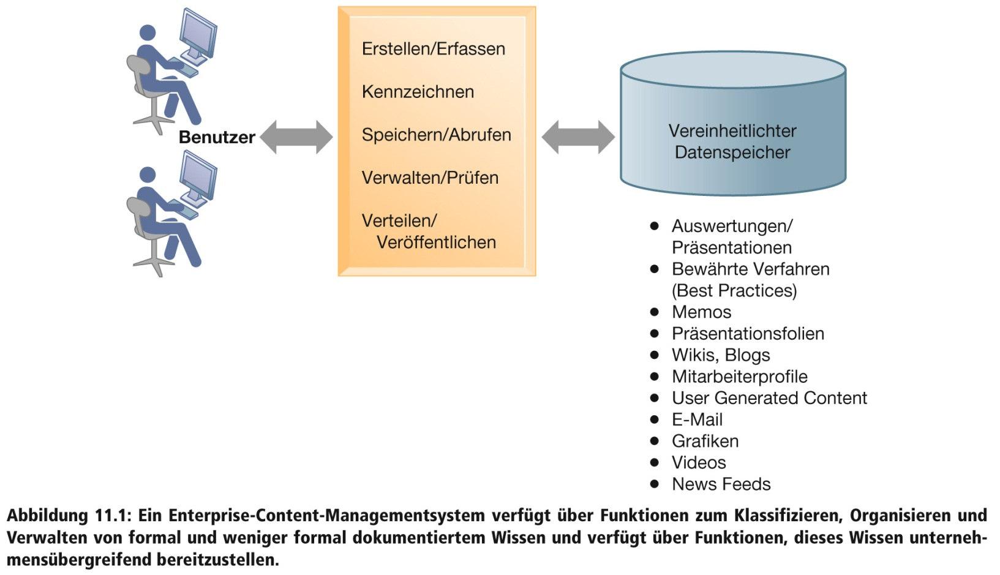 Benutzer
Erstellen/Erfassen
Kennzeichnen
Speichern/Abrufen
Verwalten/Prüfen
Verteilen/
Veröffentlichen
Vereinheitlichter
Datenspeicher
● Auswertungen/
Präsentationen
● Bewährte Verfahren
(Best Practices)
● Memos
● Präsentationsfolien
● Wikis, Blogs
● Mitarbeiterprofile
● User Generated Content
● E-Mail
● Grafiken
● Videos
● News Feeds
Abbildung 11.1: Ein Enterprise-Content-Managementsystem verfügt über Funktionen zum Klassifizieren, Organisieren und
Verwalten von formal und weniger formal dokumentiertem Wissen und verfügt über Funktionen, dieses Wissen unterneh-
mensübergreifend bereitzustellen.